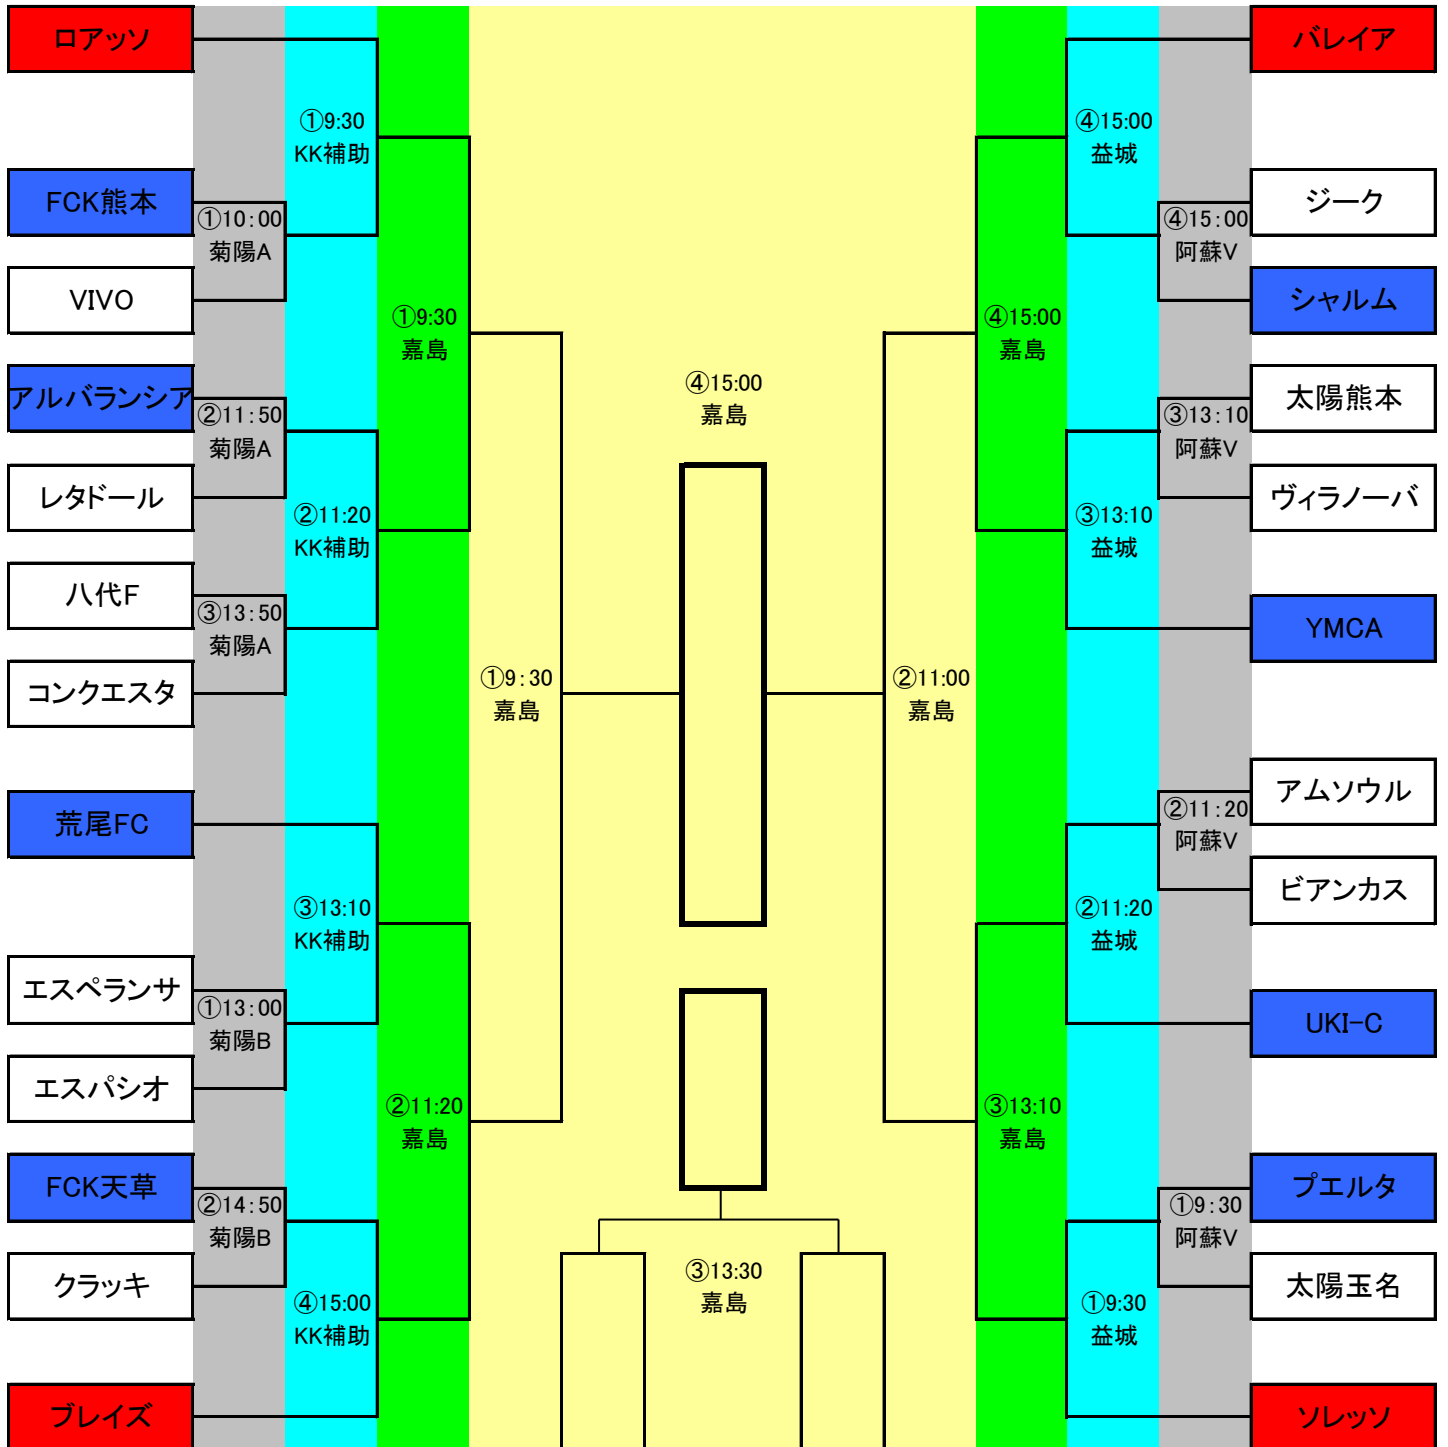 ロアッソ
バレイア
①9:30
KK補助
④15:00
益城
FCK熊本
ジーク
①10:00
菊陽A
④15:00
阿蘇V
VIVO
シャルム
①9:30
嘉島
④15:00
嘉島
アルバランシア
太陽熊本
④15:00
嘉島
②11:50
菊陽A
③13:10
阿蘇V
レタドール
ヴィラノーバ
②11:20
KK補助
③13:10
益城
八代F
YMCA
③13:50
菊陽A
コンクエスタ
①9:30
嘉島
②11:00
嘉島
荒尾FC
アムソウル
②11:20
阿蘇V
ビアンカス
③13:10
KK補助
②11:20
益城
エスペランサ
UKI-C
①13:00
菊陽B
エスパシオ
②11:20
嘉島
③13:10
嘉島
FCK天草
プエルタ
②14:50
菊陽B
①9:30
阿蘇V
クラッキ
太陽玉名
③13:30
嘉島
④15:00
KK補助
①9:30
益城
ブレイズ
ソレッソ